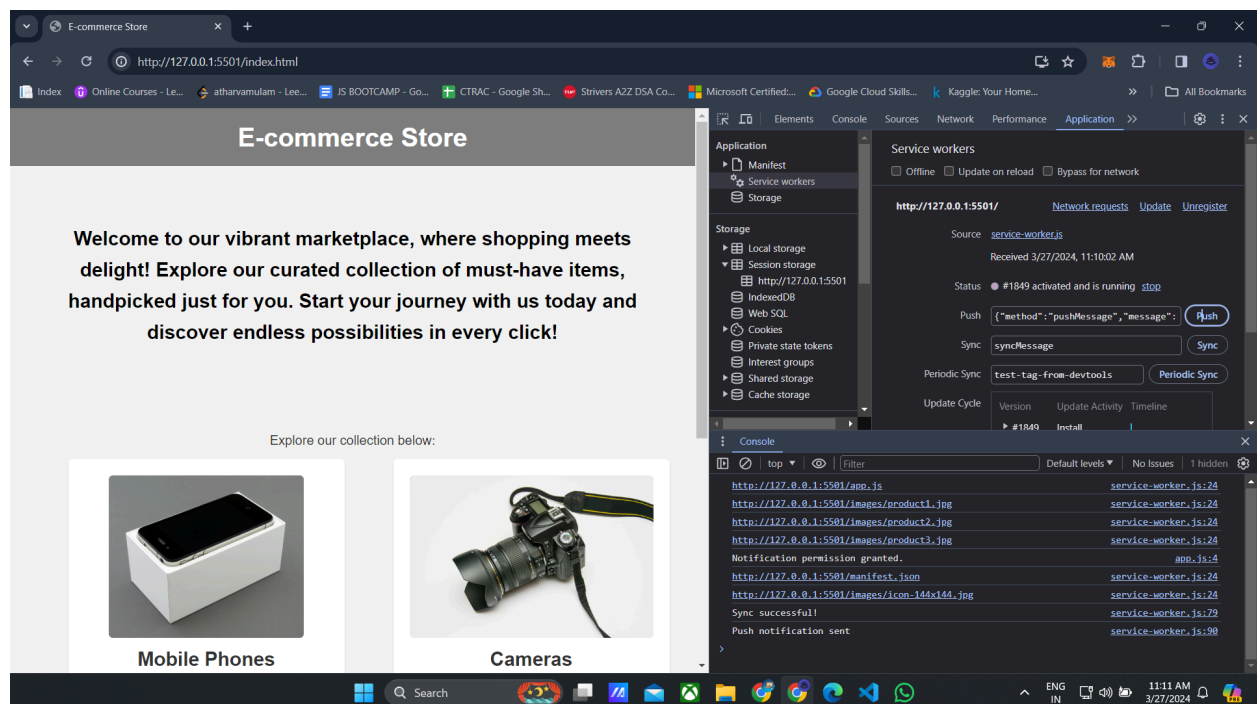 E-commerce Store
http://127.0.0.1:5501/index.html
Index
Online Courses - Le...
atharvamulam - Lee...
JS BOOTCAMP - Go...
CTRAC - Google Sh...
Strivers A2Z DSA Co...
Microsoft Certified:...
Google Cloud Skills...
Kaggle: Your Home...
All Bookmarks
E-commerce Store
Welcome to our vibrant marketplace, where shopping meets
delight! Explore our curated collection of must-have items,
handpicked just for you. Start your journey with us today and
discover endless possibilities in every click!
Explore our collection below:
Mobile Phones
Cameras
Elements Console Sources Network Performance Application
Application
Manifest
Service workers
Storage
Storage
Local storage
Session storage
http://127.0.0.1:5501
IndexedDB
Web SQL
Cookies
Private state tokens
Interest groups
Shared storage
Cache storage
Service workers
Offline Update on reload Bypass for network
http://127.0.0.1:5501/ Network requests Update Unregister
Source service-worker.js
Received 3/27/2024, 11:10:02 AM
Status #1849 activated and is running stop
Push {"method":"pushMessage","message": Push
Sync syncMessage Sync
Periodic Sync test-tag-from-devtools Periodic Sync
Update Cycle Version Update Activity Timeline
#1849 Install
Console
top Filter Default levels No Issues 1 hidden
http://127.0.0.1:5501/app.js service-worker.js:24
http://127.0.0.1:5501/images/product1.jpg service-worker.js:24
http://127.0.0.1:5501/images/product2.jpg service-worker.js:24
http://127.0.0.1:5501/images/product3.jpg service-worker.js:24
Notification permission granted. app.js:4
http://127.0.0.1:5501/manifest.json service-worker.js:24
http://127.0.0.1:5501/images/icon-144x144.jpg service-worker.js:24
Sync successful! service-worker.js:79
Push notification sent service-worker.js:90
Search
ENG
IN
11:11 AM
3/27/2024